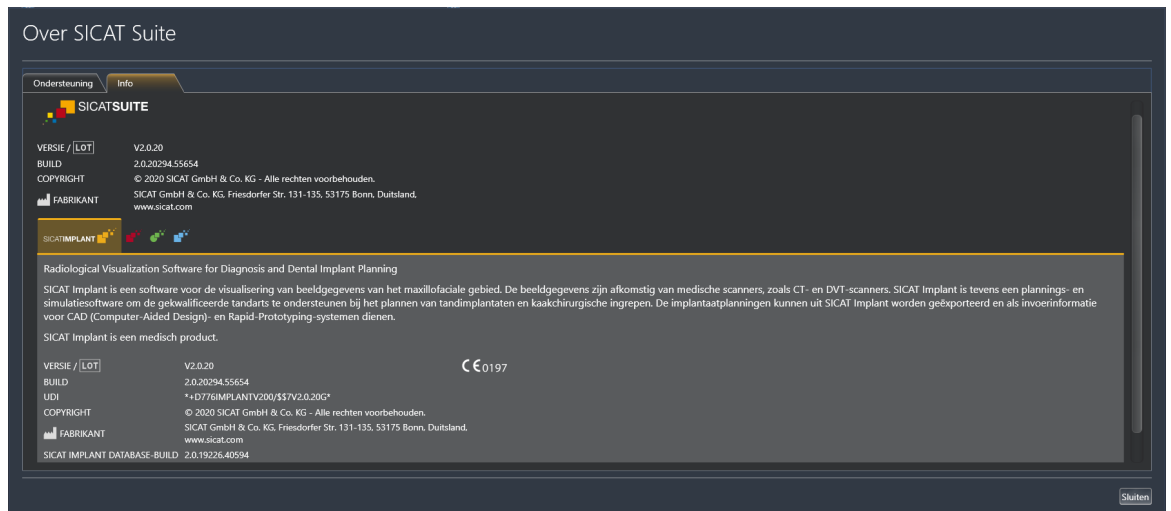 Over SICAT Suite
Ondersteuning Info
SICATSUITE
VERSIE / LOT V2.0.20
BUILD 2.0.20294.55654
COPYRIGHT © 2020 SICAT GmbH & Co. KG - Alle rechten voorbehouden.
FABRIKANT SICAT GmbH & Co. KG, Friesdorfer Str. 131-135, 53175 Bonn, Duitsland,
www.sicat.com
SICATIMPLANT
Radiological Visualization Software for Diagnosis and Dental Implant Planning
SICAT Implant is een software voor de visualisering van beeldgegevens van het maxillofaciale gebied. De beeldgegevens zijn afkomstig van medische scanners, zoals CT- en DVT-scanners. SICAT Implant is tevens een plannings- en
simulatiesoftware om de gekwalificeerde tandarts te ondersteunen bij het plannen van tandimplantaten en kaakchirurgische ingrepen. De implantaatplanningen kunnen uit SICAT Implant worden geëxporteerd en als invoerinformatie
voor CAD (Computer-Aided Design)- en Rapid-Prototyping-systemen dienen.
SICAT Implant is een medisch product.
VERSIE / LOT V2.0.20 CE0197
BUILD 2.0.20294.55654
UDI *+D776IMPLANTV200/$$7V2.0.20G*
COPYRIGHT © 2020 SICAT GmbH & Co. KG - Alle rechten voorbehouden.
FABRIKANT SICAT GmbH & Co. KG, Friesdorfer Str. 131-135, 53175 Bonn, Duitsland,
www.sicat.com
SICAT IMPLANT DATABASE-BUILD 2.0.19226.40594
Sluiten